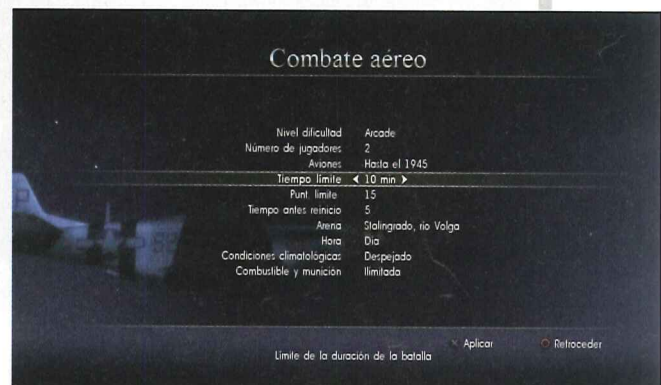 Combate aéreo
Nivel dificultad Arcade
Número de jugadores 2
Aviones Hasta el 1945
Tiempo límite 10 min
Punt. límite 15
Tiempo antes reinicio 5
Arena Stalingrado, río Volga
Hora Día
Condiciones climatológicas Despejado
Combustible y munición Ilimitada
Aplicar Retroceder
Límite de la duración de la batalla